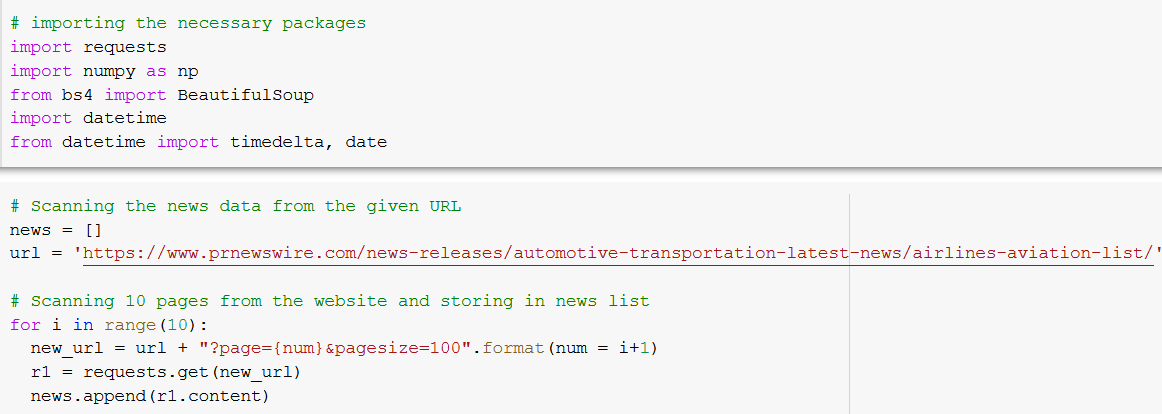 # importing the necessary packages
import requests
import numpy as np
from bs4 import BeautifulSoup
import datetime
from datetime import timedelta, date
# Scanning the news data from the given URL
news = []
url = 'https://www.prnewswire.com/news-releases/automotive-transportation-latest-news/airlines-aviation-list/'
# Scanning 10 pages from the website and storing in news list
for i in range(10):
  new_url = url + "?page={num}&pagesize=100".format(num = i+1)
  r1 = requests.get(new_url)
  news.append(r1.content)